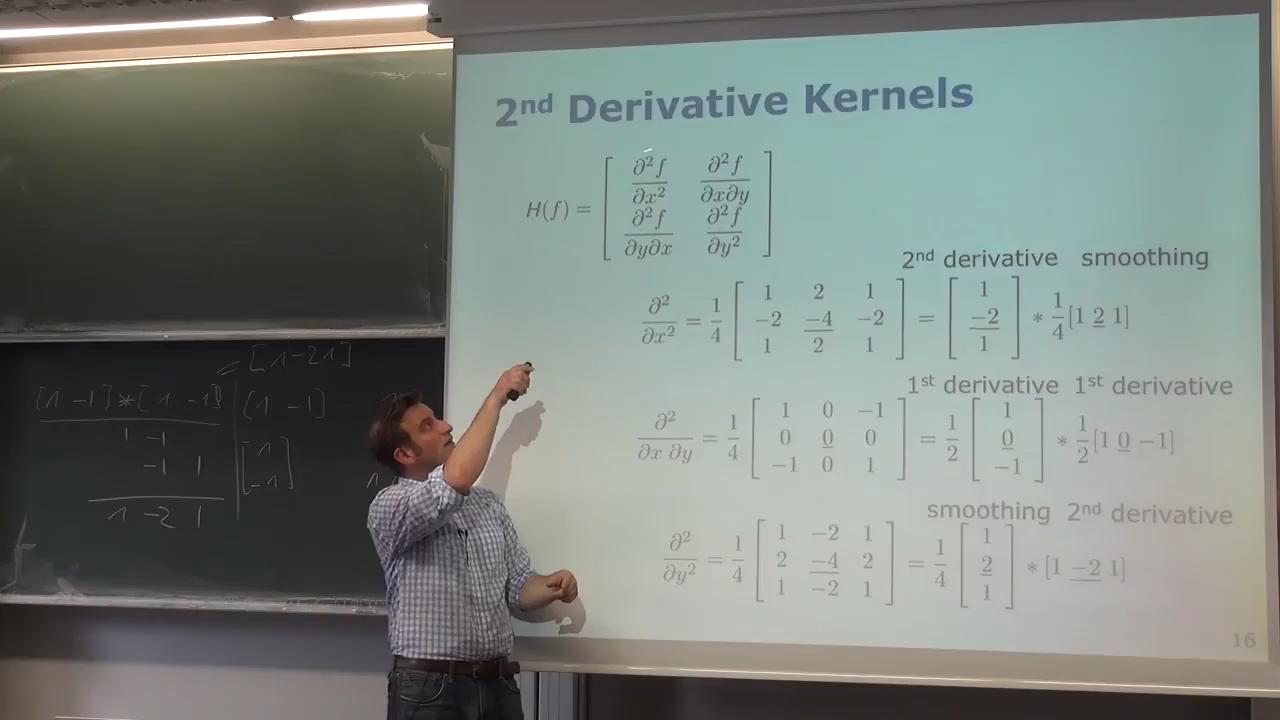 2nd Derivative Kernels
H(f) = [ ∂²f/∂x² ∂²f/∂x∂y
∂²f/∂y∂x ∂²f/∂y² ]
2nd derivative smoothing
∂²/∂x² = 1/4 [ 1 2 1 ; -2 -4 -2 ; 1 2 1 ] = [ 1 ; -2 ; 1 ] * 1/4 [1 2 1]
1st derivative 1st derivative
∂²/∂x ∂y = 1/4 [ 1 0 -1 ; 0 0 0 ; -1 0 1 ] = 1/2 [ 1 ; 0 ; -1 ] * 1/2 [1 0 -1]
smoothing 2nd derivative
∂²/∂y² = 1/4 [ 1 -2 1 ; 2 -4 2 ; 1 -2 1 ] = 1/4 [ 1 ; 2 ; 1 ] * [1 -2 1]
16
= [1 -2 1]
[1 -1] * [1 -1] [1 -1]
1 -1
-1 1 [ 1 ; -1 ]
1 -2 1